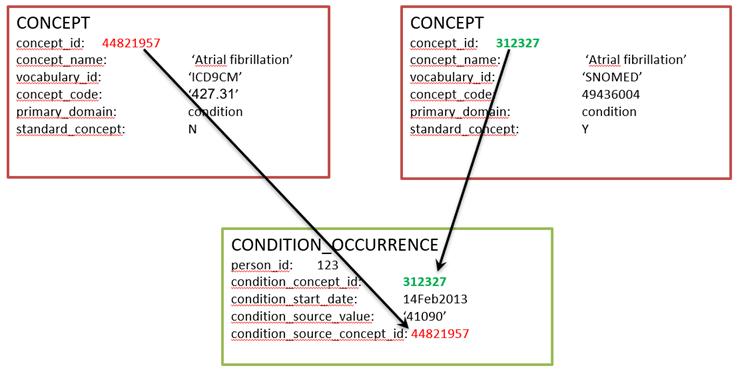 CONCEPT
concept_id: 44821957
concept_name: 'Atrial fibrillation'
vocabulary_id: 'ICD9CM'
concept_code: '427.31'
primary_domain: condition
standard_concept: N
CONCEPT
concept_id: 312327
concept_name: 'Atrial fibrillation'
vocabulary_id: 'SNOMED'
concept_code: 49436004
primary_domain: condition
standard_concept: Y
CONDITION_OCCURRENCE
person_id: 123
condition_concept_id: 312327
condition_start_date: 14Feb2013
condition_source_value: '41090'
condition_source_concept_id: 44821957